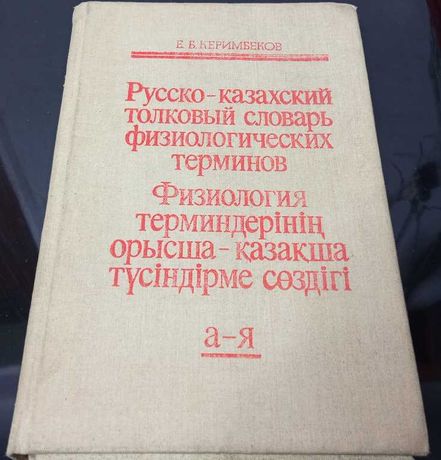 Е. Б. КЕРИМБЕКОВ
Русско-казахский
толковый словарь
физиологических
терминов
Физиология
терминдерінің
орысша-қазақша
түсіндірме сөздігі
а-я